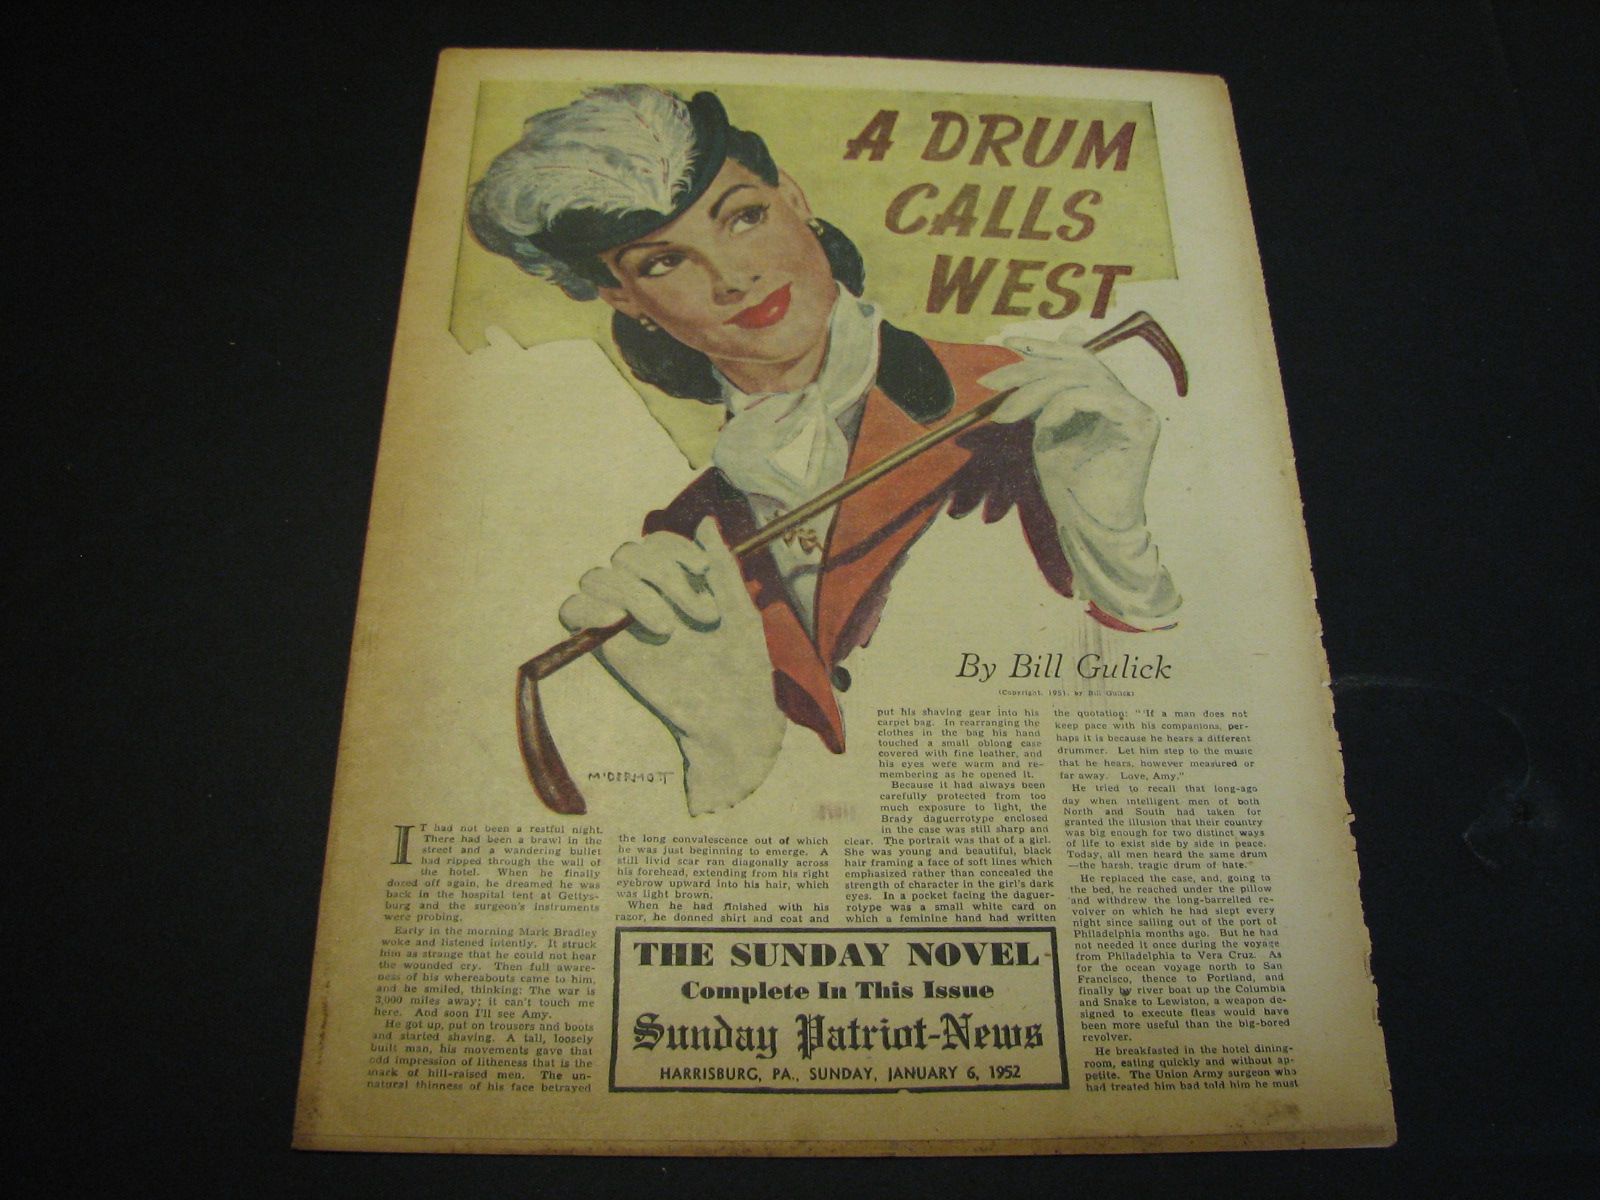 A DRUM
CALLS
WEST
By Bill Gulick
(Copyright, 1951, by Bill Gulick)
McDERMOTT
IT had not been a restful night.
There had been a brawl in the
street and a wandering bullet
had ripped through the wall of
the hotel. When he finally
dozed off again, he dreamed he was
back in the hospital tent at Gettys-
burg and the surgeon's instruments
were probing.
Early in the morning Mark Bradley
woke and listened intently. It struck
him as strange that he could not hear
the wounded cry. Then full aware-
ness of his whereabouts came to him,
and he smiled, thinking: The war is
3,000 miles away; it can't touch me
here. And soon I'll see Amy.
He got up, put on trousers and boots
and started shaving. A tall, loosely
built man, his movements gave that
odd impression of litheness that is the
mark of hill-raised men. The un-
natural thinness of his face betrayed
the long convalescence out of which
he was just beginning to emerge. A
still livid scar ran diagonally across
his forehead, extending from his right
eyebrow upward into his hair, which
was light brown.
When he had finished with his
razor, he donned shirt and coat and
put his shaving gear into his
carpet bag. In rearranging the
clothes in the bag his hand
touched a small oblong case
covered with fine leather, and
his eyes were warm and re-
membering as he opened it.
Because it had always been
carefully protected from too
much exposure to light, the
Brady daguerrotype enclosed
in the case was still sharp and
clear. The portrait was that of a girl.
She was young and beautiful, black
hair framing a face of soft lines which
emphasized rather than concealed the
strength of character in the girl's dark
eyes. In a pocket facing the daguer-
rotype was a small white card on
which a feminine hand had written
the quotation: "'If a man does not
keep pace with his companions, per-
haps it is because he hears a different
drummer. Let him step to the music
that he hears, however measured or
far away. Love, Amy."
He tried to recall that long-ago
day when intelligent men of both
North and South had taken for
granted the illusion that their country
was big enough for two distinct ways
of life to exist side by side in peace.
Today, all men heard the same drum
—the harsh, tragic drum of hate.
He replaced the case, and, going to
the bed, he reached under the pillow
and withdrew the long-barrelled re-
volver on which he had slept every
night since sailing out of the port of
Philadelphia months ago. But he had
not needed it once during the voyage
from Philadelphia to Vera Cruz. As
for the ocean voyage north to San
Francisco, thence to Portland, and
finally by river boat up the Columbia
and Snake to Lewiston, a weapon de-
signed to execute fleas would have
been more useful than the big-bored
revolver.
He breakfasted in the hotel dining-
room, eating quickly and without ap-
petite. The Union Army surgeon who
had treated him had told him he must
THE SUNDAY NOVEL
Complete In This Issue
Sunday Patriot-News
HARRISBURG, PA., SUNDAY, JANUARY 6, 1952